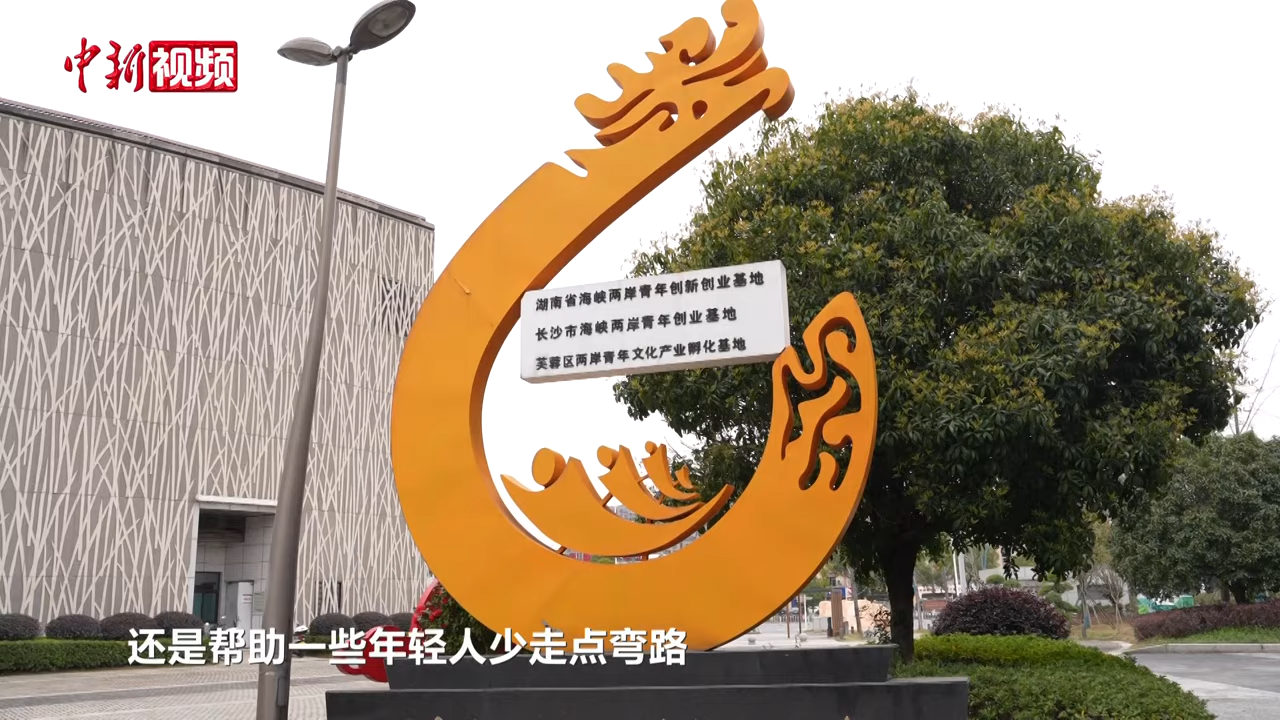 中新视频
湖南省海峡两岸青年创新创业基地
长沙市海峡两岸青年创业基地
芙蓉区两岸青年文化产业孵化基地
还是帮助一些年轻人少走点弯路